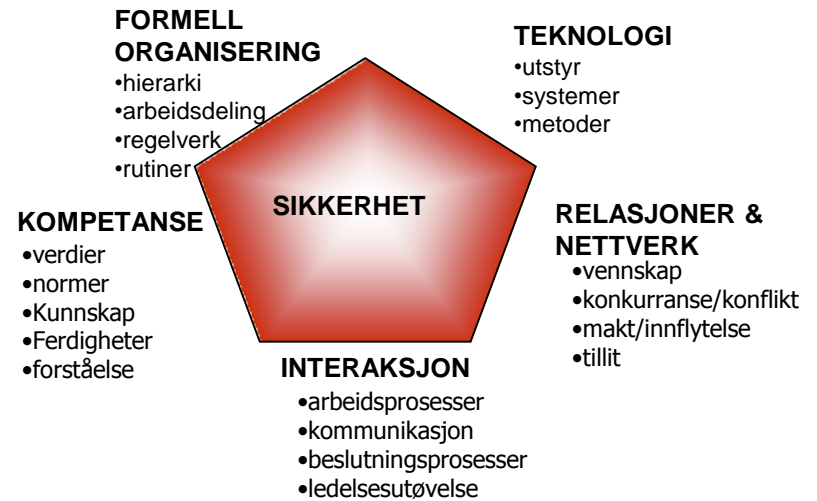 FORMELL
ORGANISERING
•hierarki
•arbeidsdeling
•regelverk
•rutiner
TEKNOLOGI
•utstyr
•systemer
•metoder
SIKKERHET
KOMPETANSE
•verdier
•normer
•Kunnskap
•Ferdigheter
•forståelse
RELASJONER &
NETTVERK
•vennskap
•konkurranse/konflikt
•makt/innflytelse
•tillit
INTERAKSJON
•arbeidsprosesser
•kommunikasjon
•beslutningsprosesser
•ledelsesutøvelse